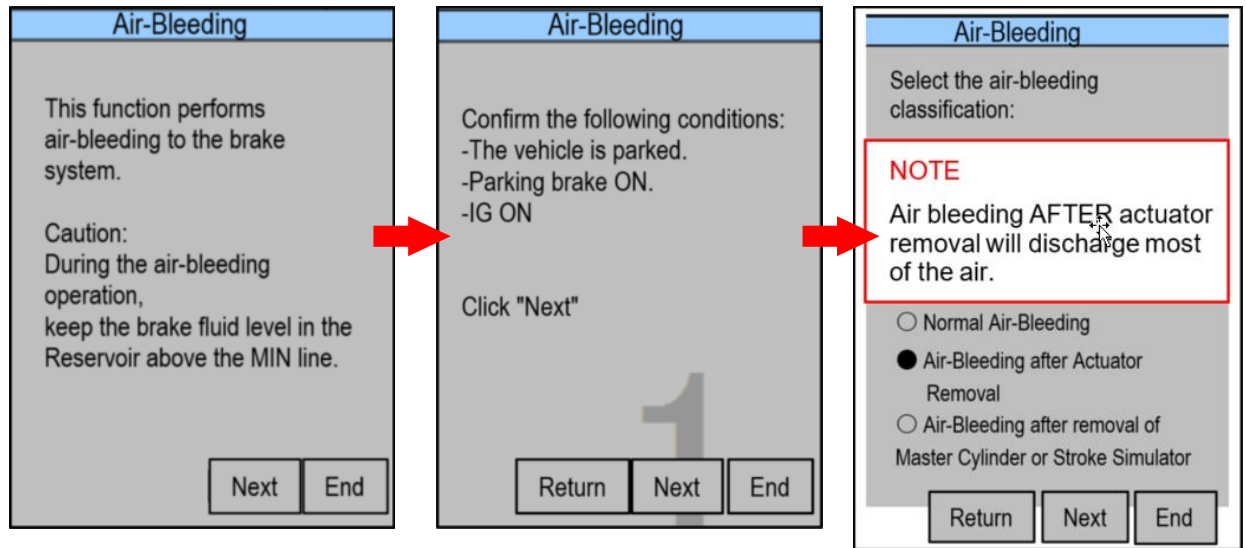 Air-Bleeding
This function performs
air-bleeding to the brake
system.
Caution:
During the air-bleeding
operation,
keep the brake fluid level in the
Reservoir above the MIN line.
Next
End
Air-Bleeding
Confirm the following conditions:
-The vehicle is parked.
-Parking brake ON.
-IG ON
Click "Next"
1
Return
Next
End
Air-Bleeding
Select the air-bleeding
classification:
NOTE
Air bleeding AFTER actuator
removal will discharge most
of the air.
Normal Air-Bleeding
Air-Bleeding after Actuator
Removal
Air-Bleeding after removal of
Master Cylinder or Stroke Simulator
Return
Next
End